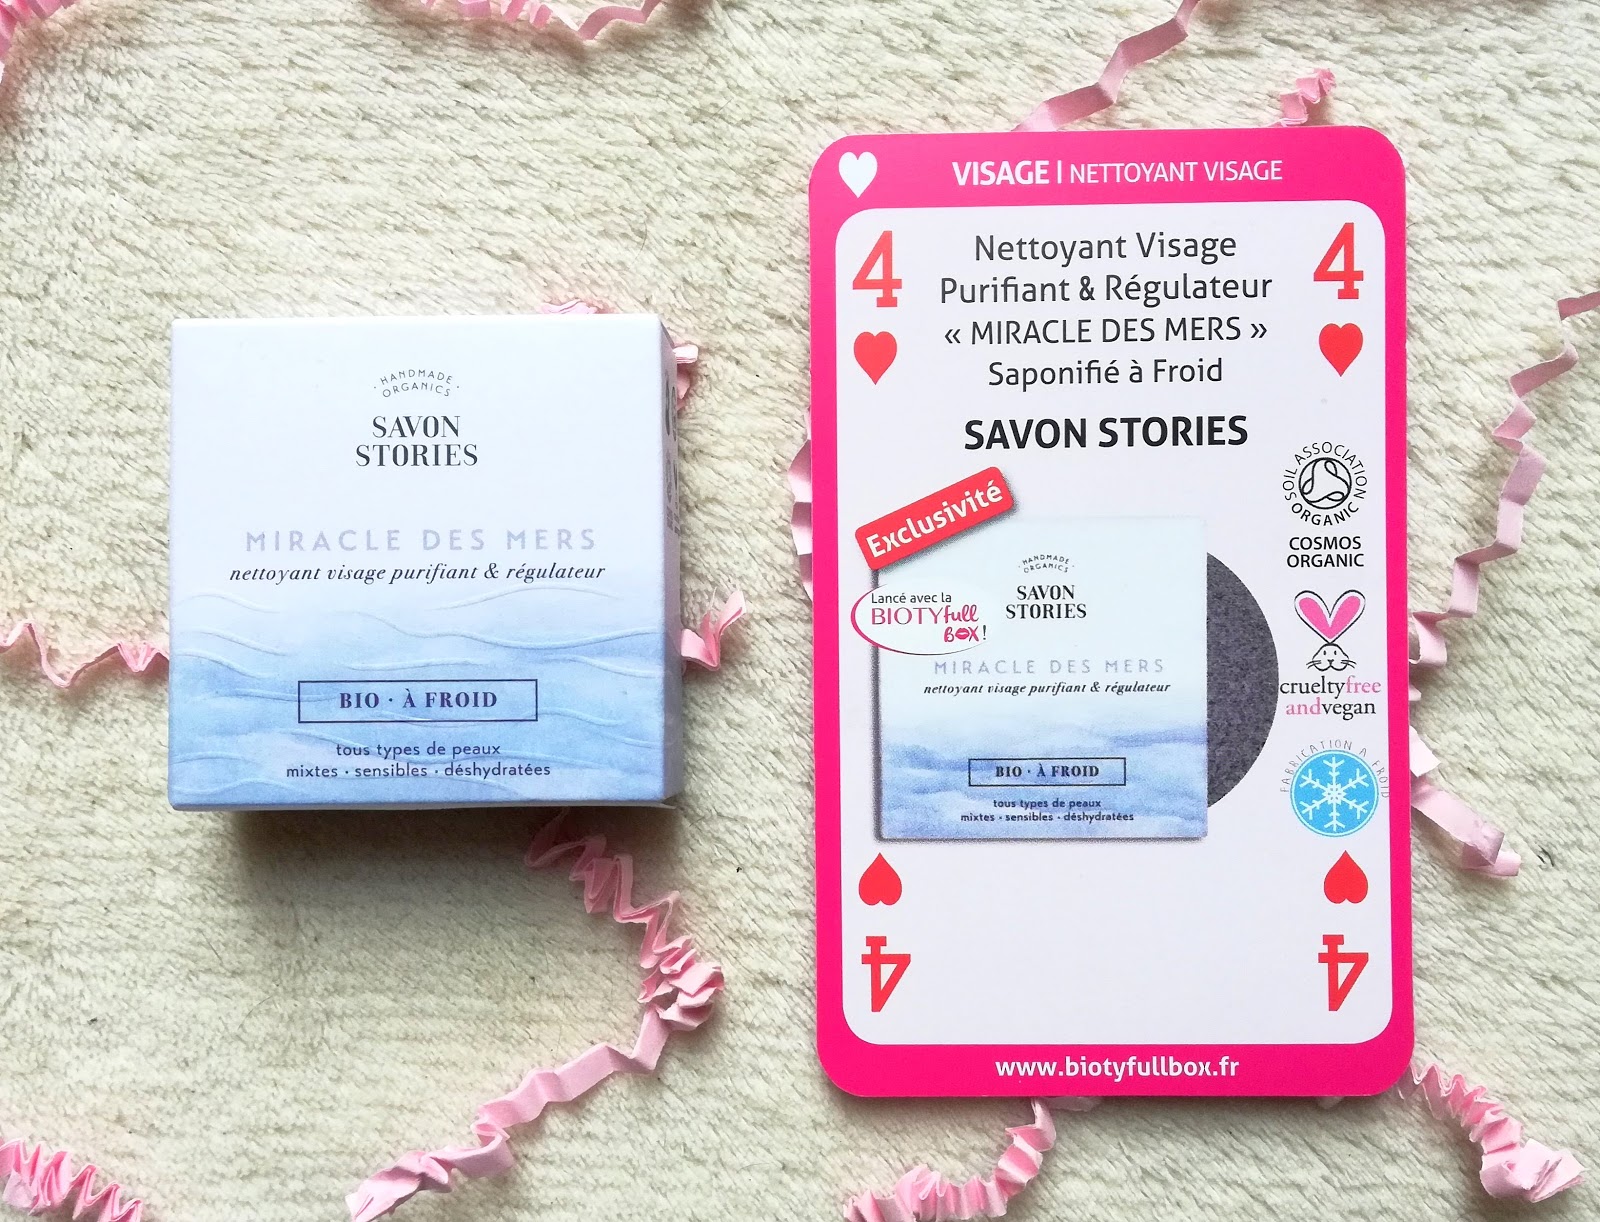 HANDMADE
ORGANICS
SAVON
STORIES
MIRACLE DES MERS
nettoyant visage purifiant & régulateur
BIO · À FROID
tous types de peaux
mixtes · sensibles · déshydratées
VISAGE | NETTOYANT VISAGE
4
4
Nettoyant Visage
Purifiant & Régulateur
« MIRACLE DES MERS »
Saponifié à Froid
SAVON STORIES
Exclusivité
Lancé avec la
BIOTYfull
BOX!
HANDMADE
ORGANICS
SAVON
STORIES
MIRACLE DES MERS
nettoyant visage purifiant & régulateur
BIO · À FROID
tous types de peaux
mixtes · sensibles · déshydratées
SOIL ASSOCIATION
ORGANIC
COSMOS
ORGANIC
crueltyfree
andvegan
FABRICATION A FROID
4
4
www.biotyfullbox.fr